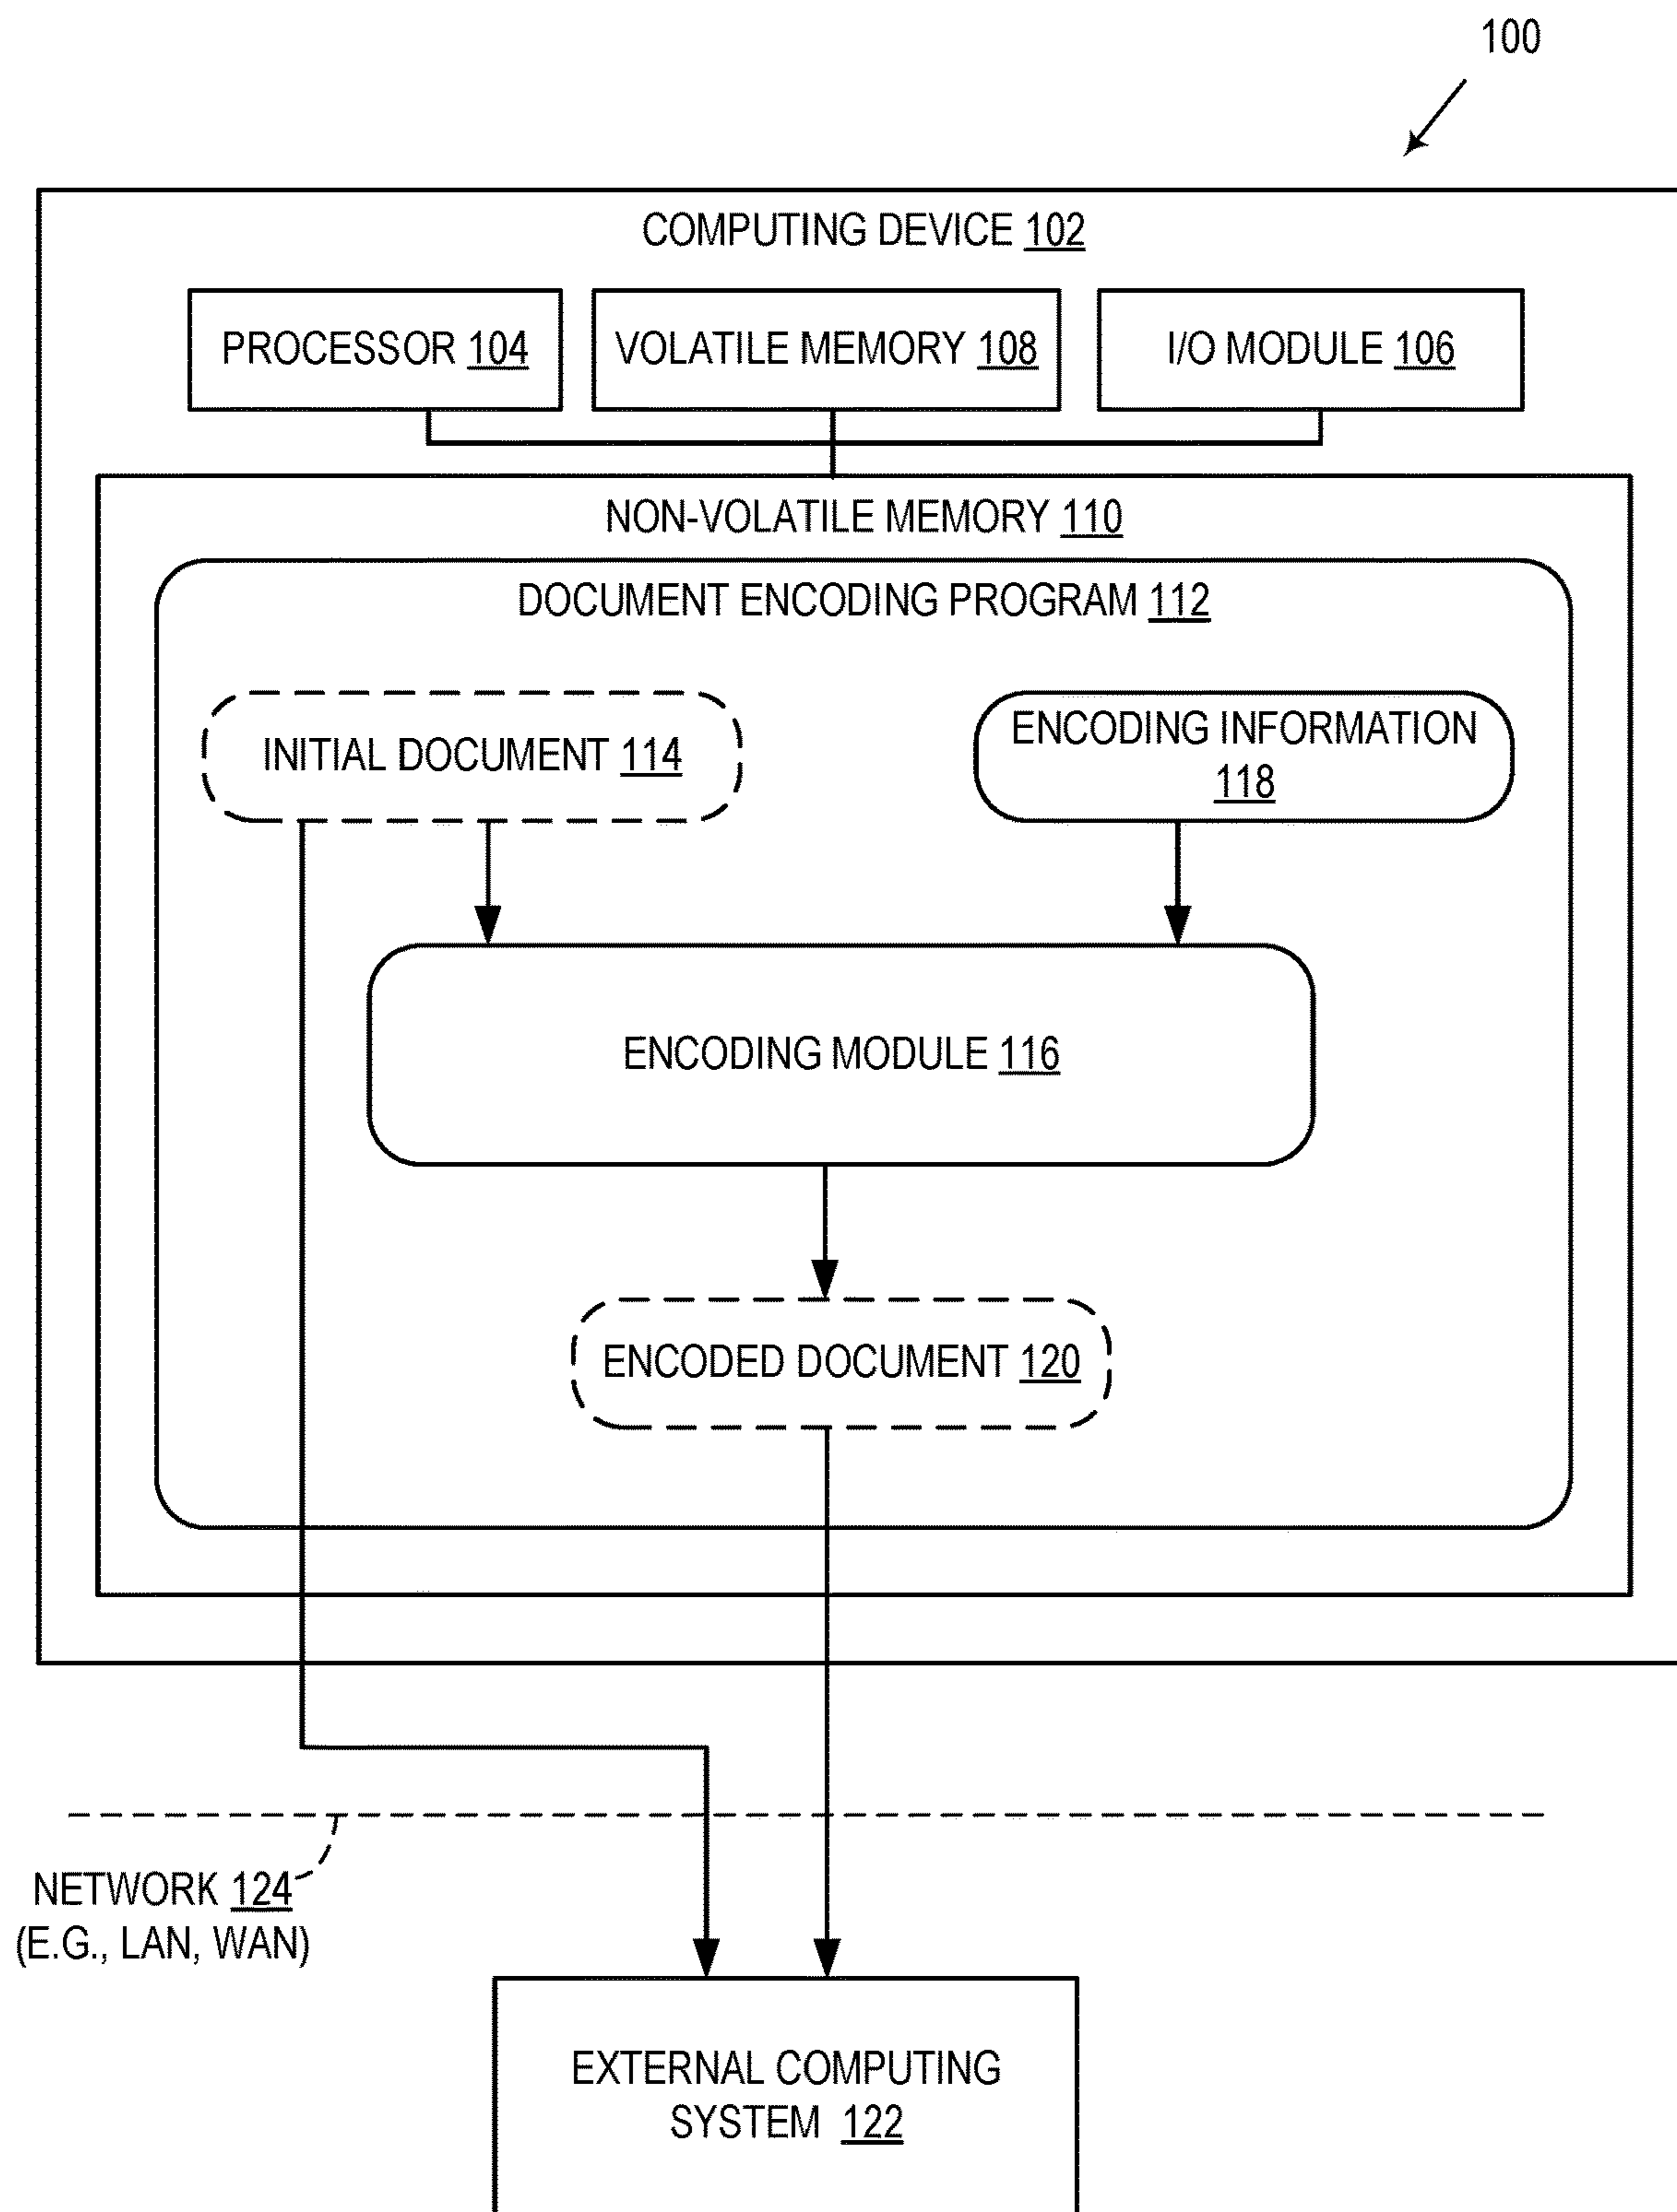 100
COMPUTING DEVICE 102
PROCESSOR 104
VOLATILE MEMORY 108
I/O MODULE 106
NON-VOLATILE MEMORY 110
DOCUMENT ENCODING PROGRAM 112
INITIAL DOCUMENT 114
ENCODING INFORMATION
118
ENCODING MODULE 116
ENCODED DOCUMENT 120
NETWORK 124
(E.G., LAN, WAN)
EXTERNAL COMPUTING
SYSTEM 122